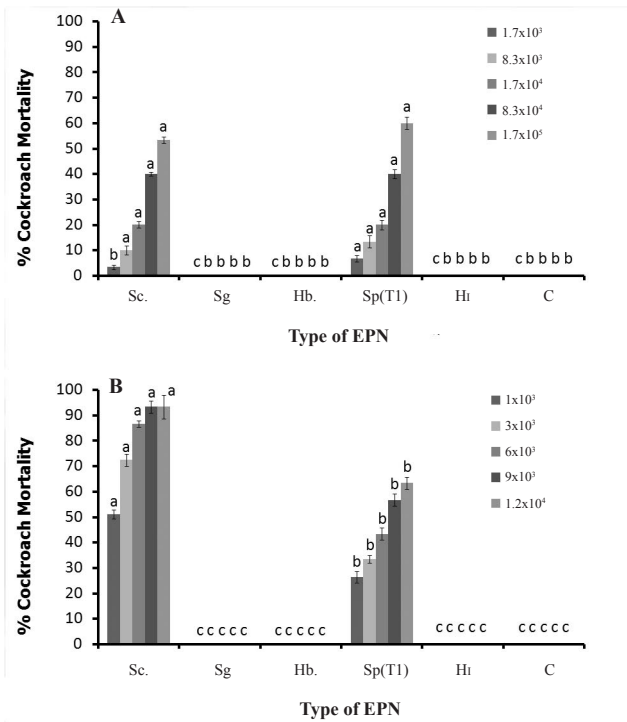 A
% Cockroach Mortality
100
90
80
70
60
50
40
30
20
10
0
b a a a a
c b b b b
c b b b b
a a a a a
c b b b b
c b b b b
Sc. Sg Hb. Sp(T1) HI C
Type of EPN
1.7x10³
8.3x10³
1.7x10⁴
8.3x10⁴
1.7x10⁵
B
% Cockroach Mortality
100
90
80
70
60
50
40
30
20
10
0
a a a a a
c c c c c
c c c c c
b b b b b
c c c c c
c c c c c
Sc. Sg Hb. Sp(T1) HI C
Type of EPN
1x10³
3x10³
6x10³
9x10³
1.2x10⁴